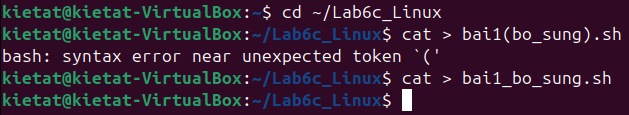 kietat@kietat-VirtualBox:~$ cd ~/Lab6c_Linux
kietat@kietat-VirtualBox:~/Lab6c_Linux$ cat > bai1(bo_sung).sh
bash: syntax error near unexpected token `('
kietat@kietat-VirtualBox:~/Lab6c_Linux$ cat > bai1_bo_sung.sh
kietat@kietat-VirtualBox:~/Lab6c_Linux$